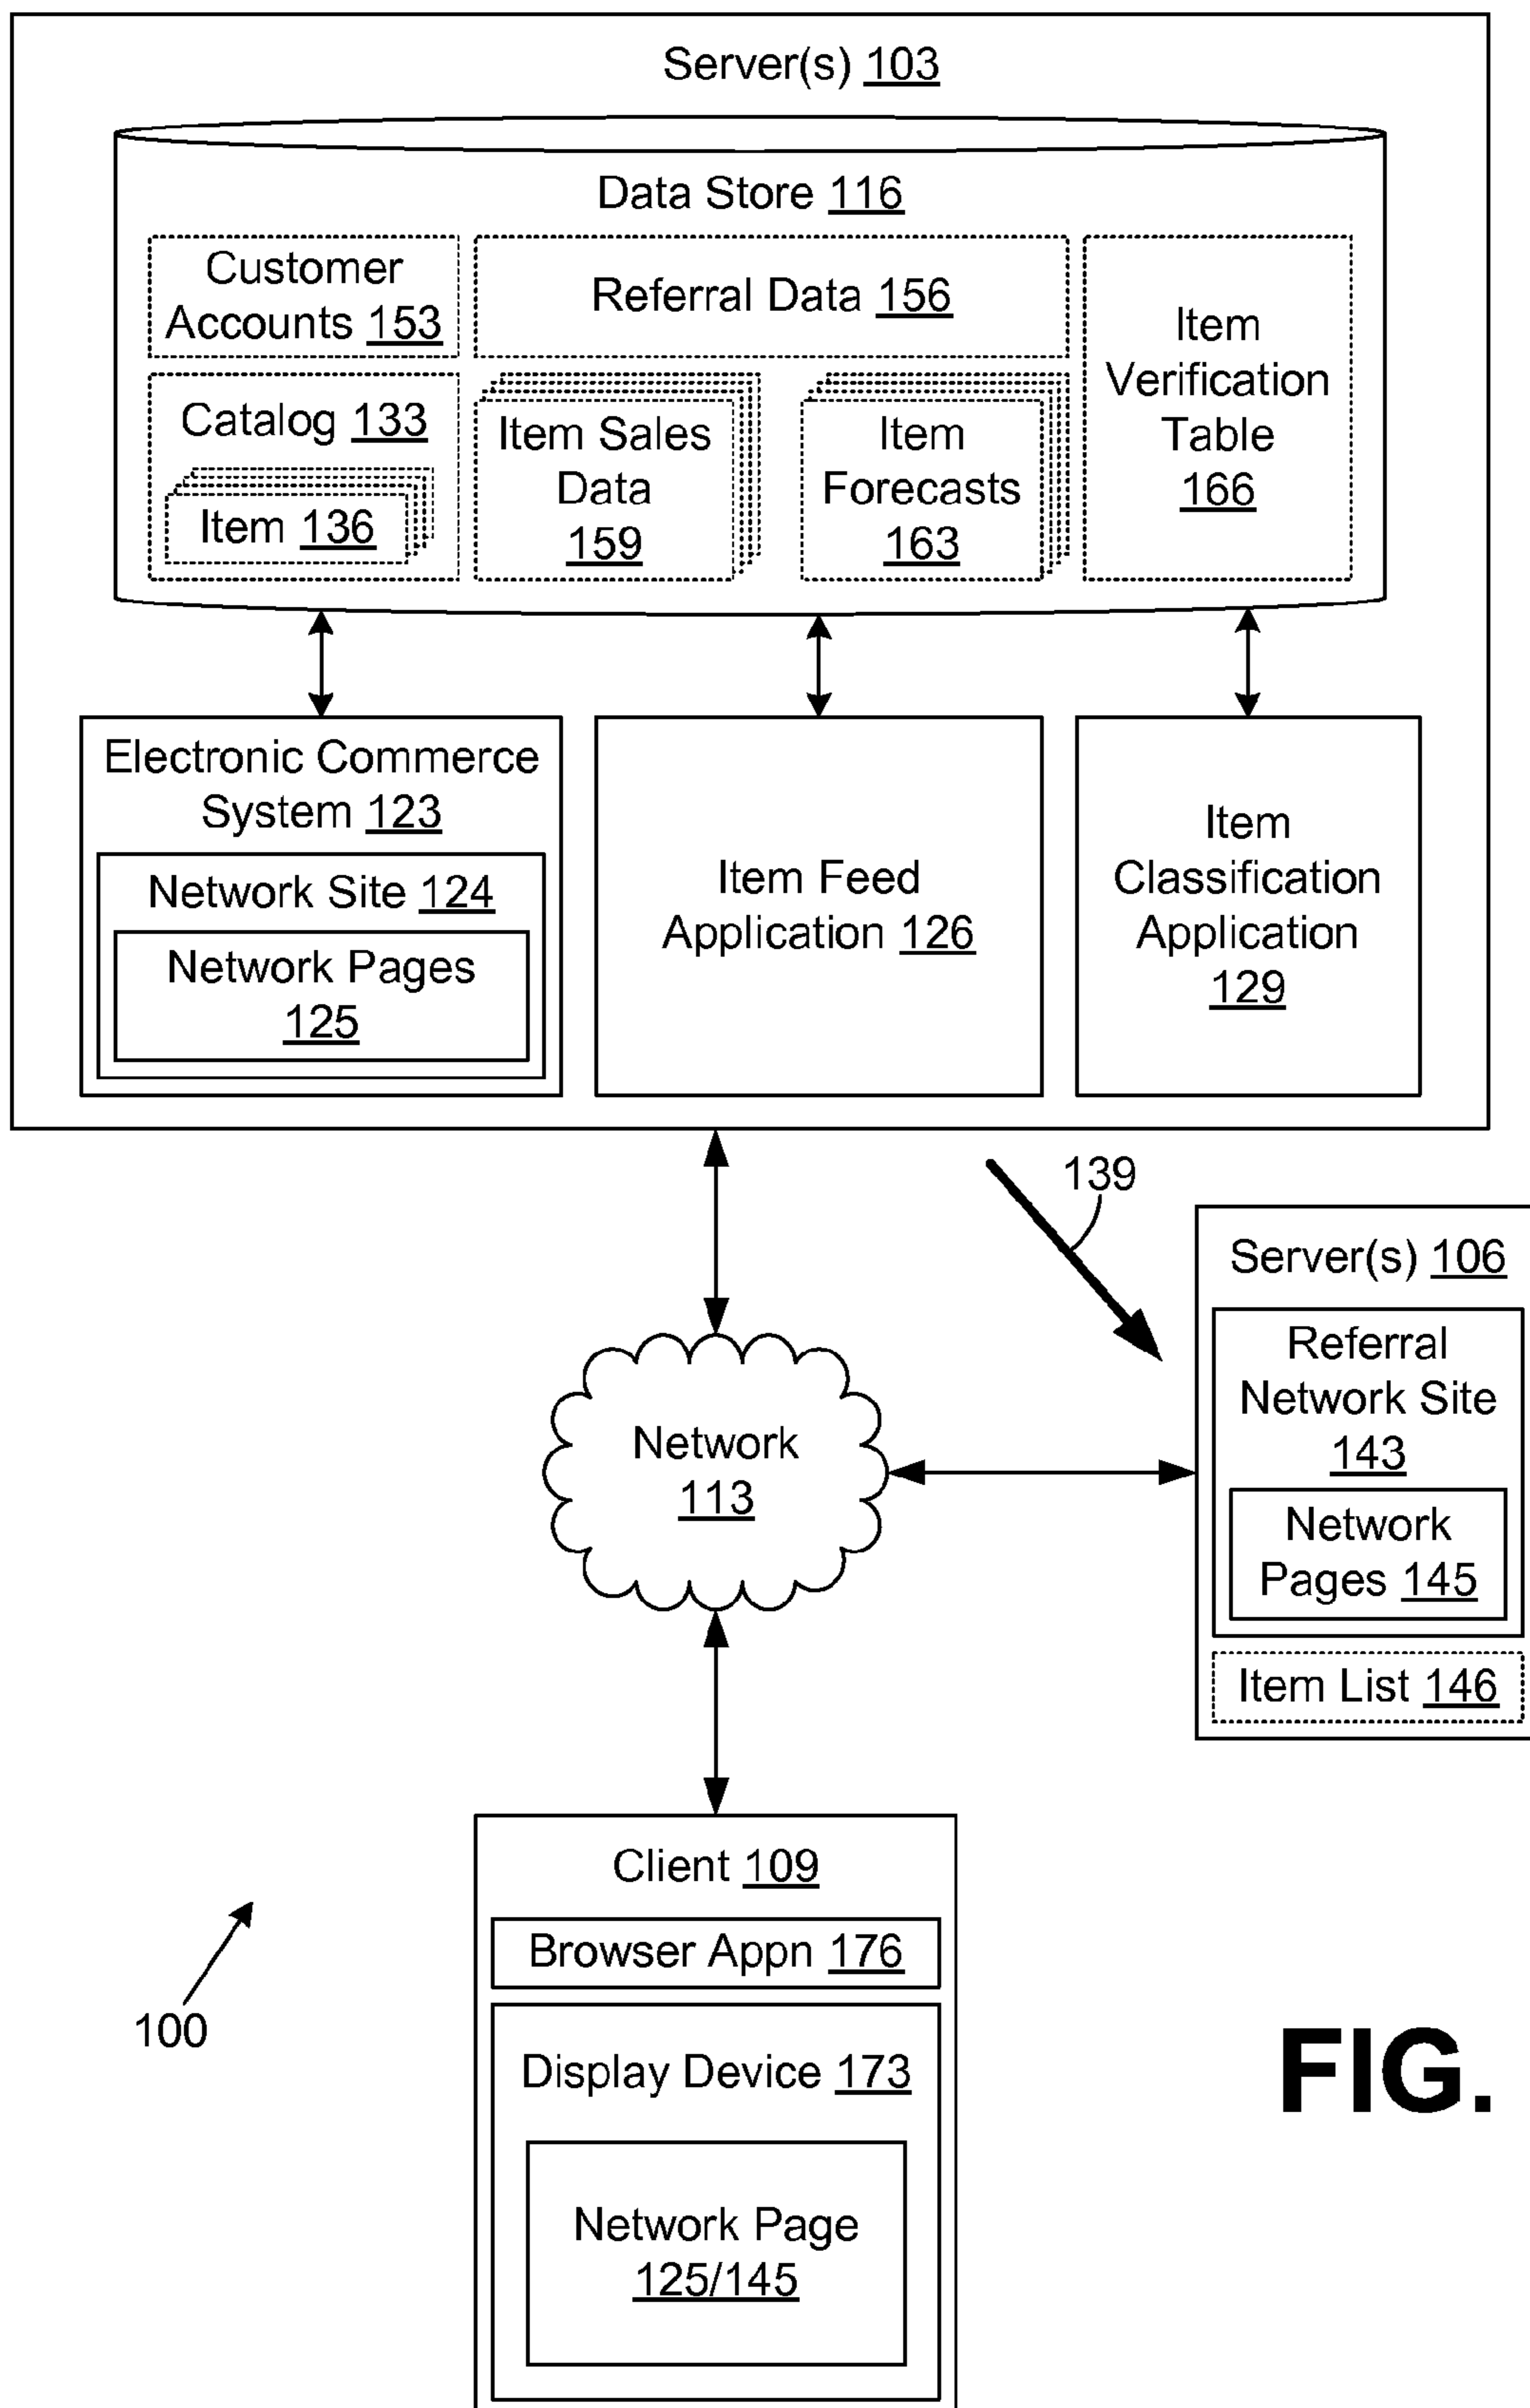 Server(s) 103
Data Store 116
Customer
Accounts 153
Referral Data 156
Item
Verification
Table
166
Catalog 133
Item 136
Item Sales
Data
159
Item
Forecasts
163
Electronic Commerce
System 123
Network Site 124
Network Pages
125
Item Feed
Application 126
Item
Classification
Application
129
139
Server(s) 106
Referral
Network Site
143
Network
Pages 145
Item List 146
Network
113
Client 109
Browser Appn 176
Display Device 173
Network Page
125/145
100
FIG.